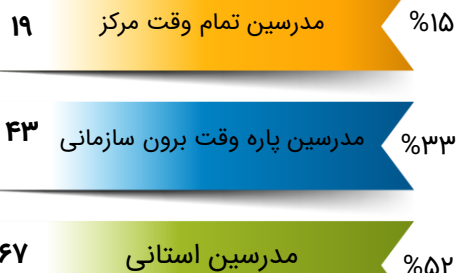 %۱۵ مدرسین تمام وقت مرکز ۱۹
%۳۳ مدرسین پاره وقت برون سازمانی ۴۳
%۵۲ مدرسین استانی ۶۷